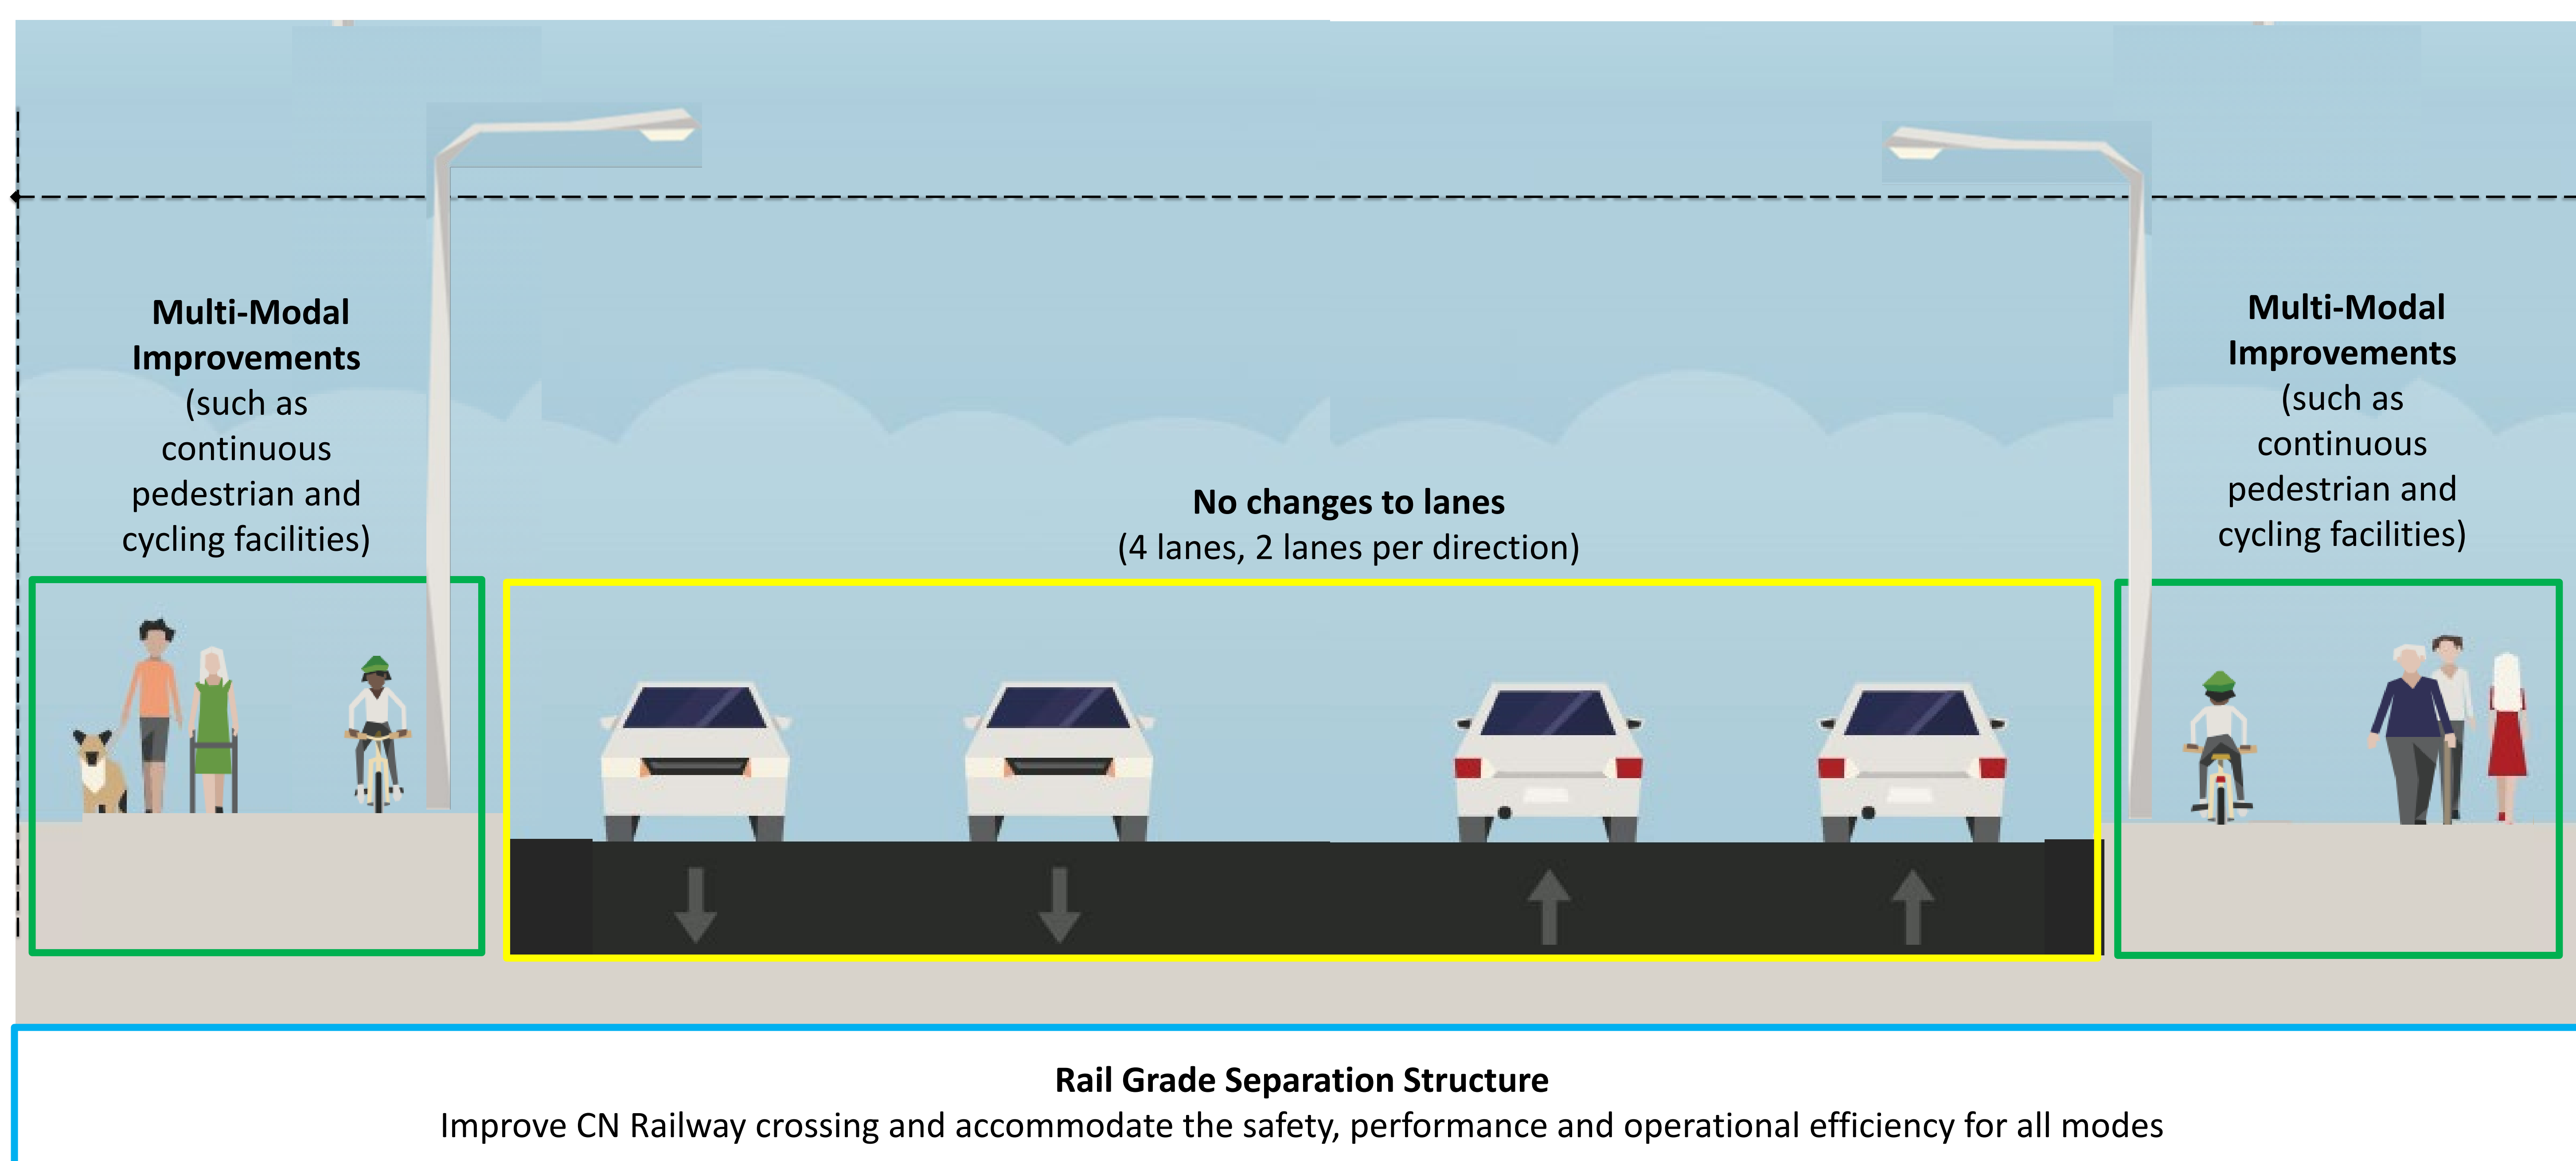 Multi-Modal
Improvements
(such as
continuous
pedestrian and
cycling facilities)
No changes to lanes
(4 lanes, 2 lanes per direction)
Multi-Modal
Improvements
(such as
continuous
pedestrian and
cycling facilities)
Rail Grade Separation Structure
Improve CN Railway crossing and accommodate the safety, performance and operational efficiency for all modes